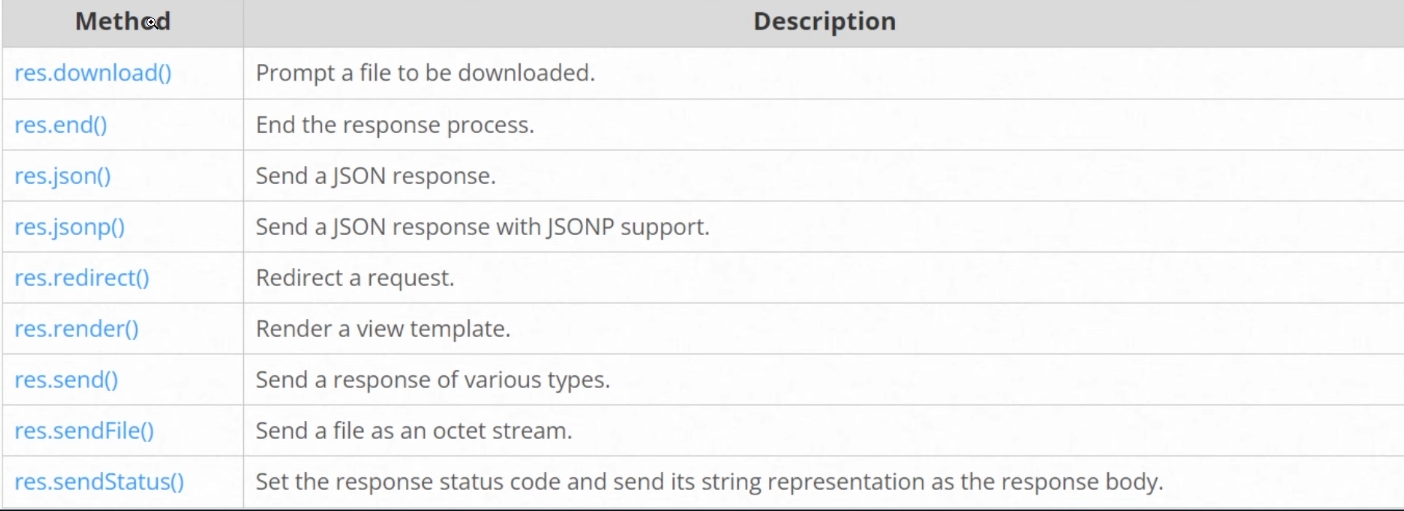 Method Description
res.download() Prompt a file to be downloaded.
res.end() End the response process.
res.json() Send a JSON response.
res.jsonp() Send a JSON response with JSONP support.
res.redirect() Redirect a request.
res.render() Render a view template.
res.send() Send a response of various types.
res.sendFile() Send a file as an octet stream.
res.sendStatus() Set the response status code and send its string representation as the response body.